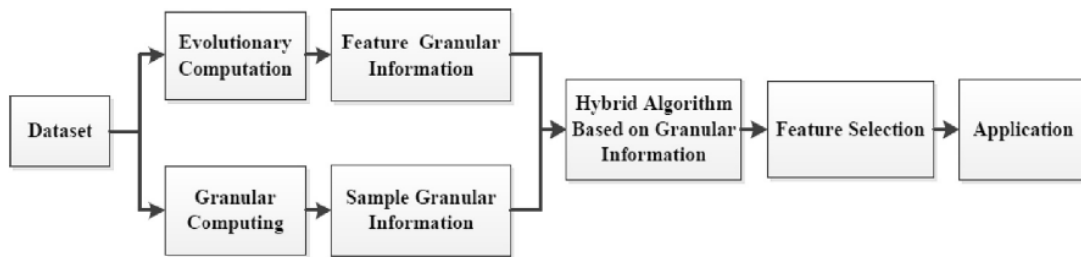 Dataset
Evolutionary
Computation
Feature Granular
Information
Granular
Computing
Sample Granular
Information
Hybrid Algorithm
Based on Granular
Information
Feature Selection
Application